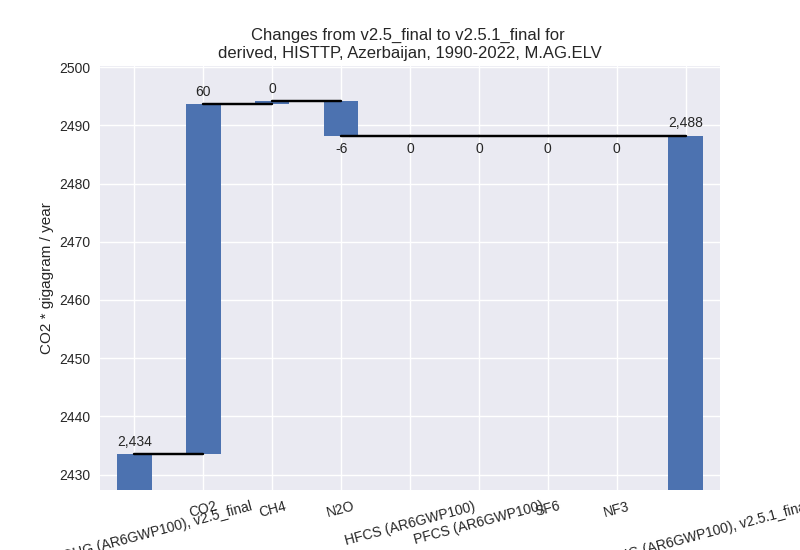 Changes from v2.5_final to v2.5.1_final for
derived, HISTTP, Azerbaijan, 1990-2022, M.AG.ELV
CO2 * gigagram / year
2500
2490
2480
2470
2460
2450
2440
2430
2,434
60
0
-6
0
0
0
0
2,488
(AR6GWP100), v2.5_final
CO2
CH4
N2O
HFCS (AR6GWP100)
PFCS (AR6GWP100)
SF6
NF3
(AR6GWP100), v2.5.1_fina